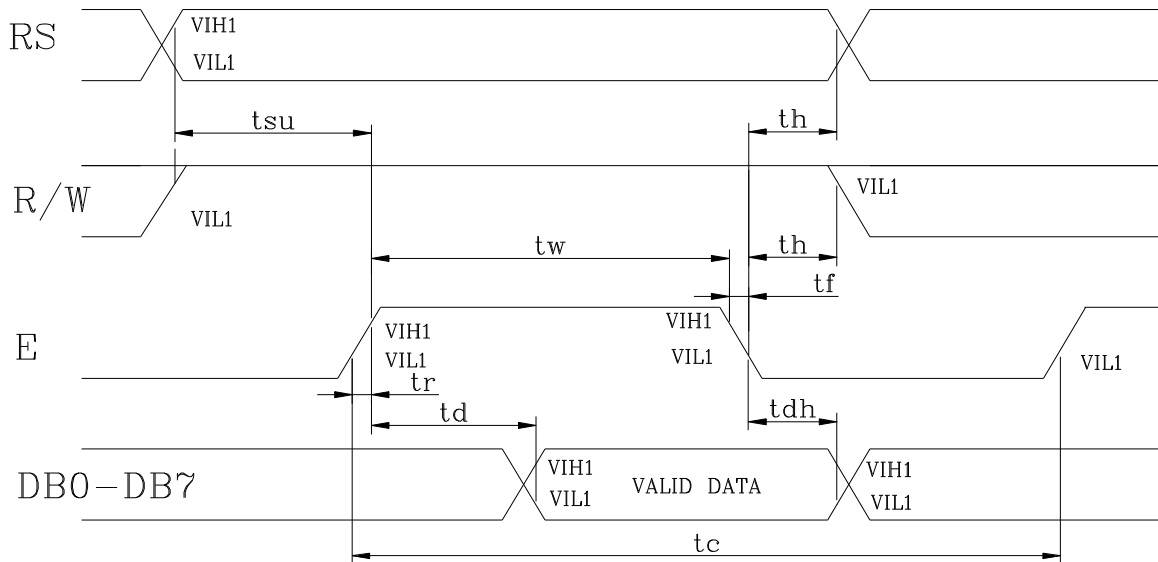 RS
VIH1
VIL1
tsu
th
R/W
VIL1
VIL1
tw
th
tf
E
VIH1
VIL1
VIH1
VIL1
VIL1
tr
td
tdh
DB0-DB7
VIH1
VIL1
VALID DATA
VIH1
VIL1
tc